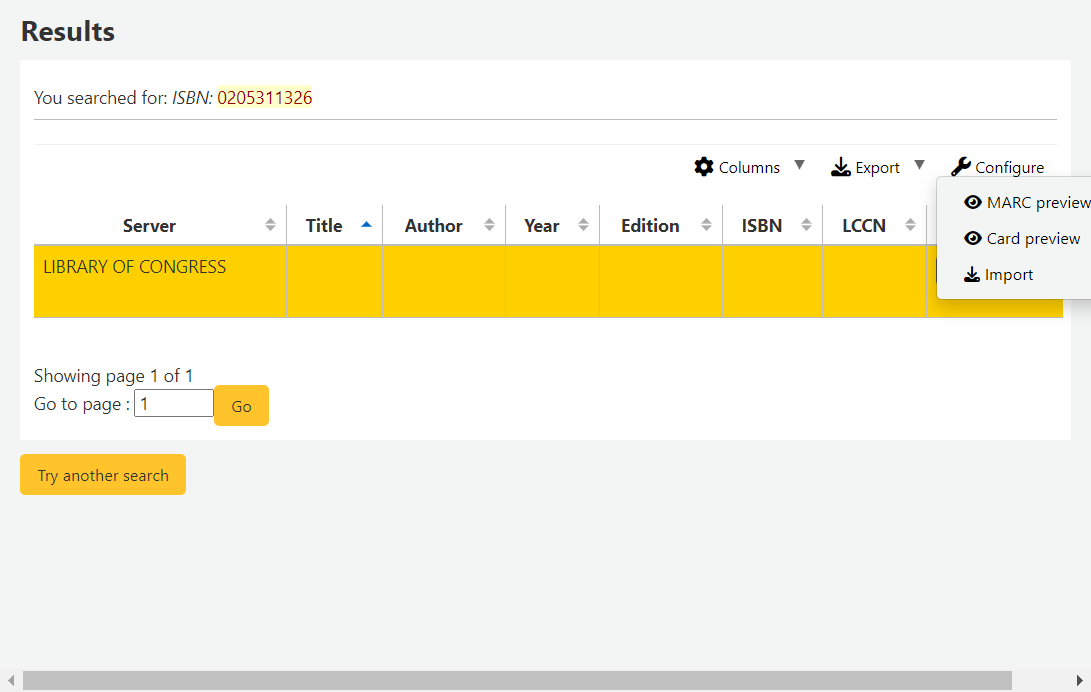 Results
You searched for: ISBN: 0205311326
Columns Export Configure
MARC preview
Card preview
Import
Server Title Author Year Edition ISBN LCCN
LIBRARY OF CONGRESS
Showing page 1 of 1
Go to page : 1 Go
Try another search